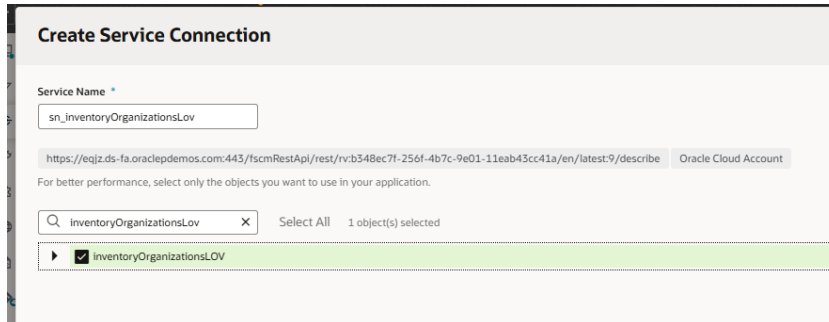 Create Service Connection
Service Name *
sn_inventoryOrganizationsLov
https://eqjz.ds-fa.oraclepdemos.com:443/fscmRestApi/rest/rv:b348ec7f-256f-4b7c-9e01-11eab43cc41a/en/latest:9/describe Oracle Cloud Account
For better performance, select only the objects you want to use in your application.
inventoryOrganizationsLov X Select All 1 object(s) selected
inventoryOrganizationsLOV